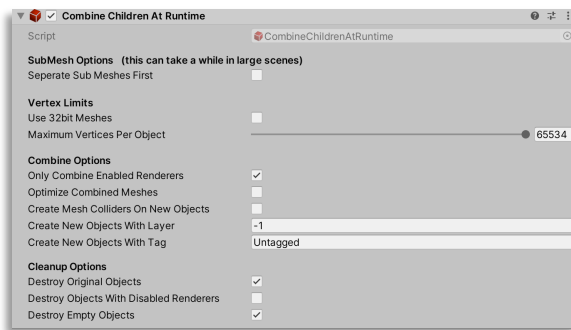 Combine Children At Runtime
Script CombineChildrenAtRuntime
SubMesh Options (this can take a while in large scenes)
Seperate Sub Meshes First
Vertex Limits
Use 32bit Meshes
Maximum Vertices Per Object 65534
Combine Options
Only Combine Enabled Renderers
Optimize Combined Meshes
Create Mesh Colliders On New Objects
Create New Objects With Layer -1
Create New Objects With Tag Untagged
Cleanup Options
Destroy Original Objects
Destroy Objects With Disabled Renderers
Destroy Empty Objects